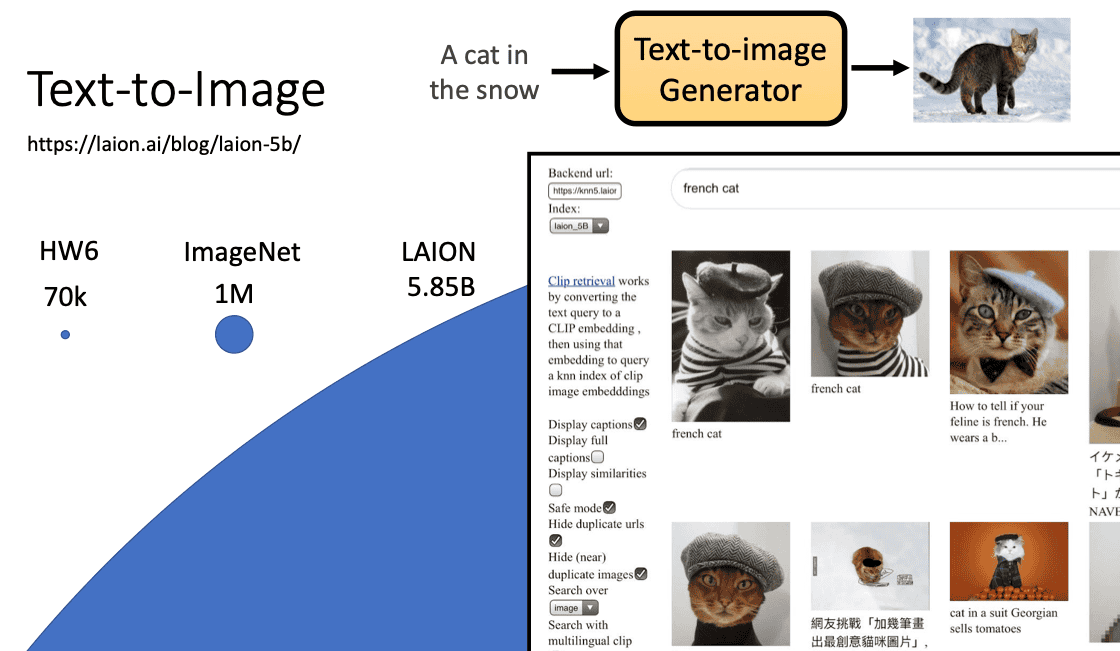 Text-to-Image
https://laion.ai/blog/laion-5b/
A cat in
the snow
Text-to-image
Generator
HW6
70k
ImageNet
1M
LAION
5.85B
Backend url:
https://knn5.laior
Index:
laion_5B
french cat
Clip retrieval works
by converting the
text query to a
CLIP embedding ,
then using that
embedding to query
a knn index of clip
image embedddings
Display captions
Display full
captions
Display similarities
Safe mode
Hide duplicate urls
Hide (near)
duplicate images
Search over
image
Search with
multilingual clip
french cat
french cat
How to tell if your
feline is french. He
wears a b...
イケメ
「トキ
ト」か
NAVE
網友挑戰「加幾筆畫
出最創意貓咪圖片」,
cat in a suit Georgian
sells tomatoes